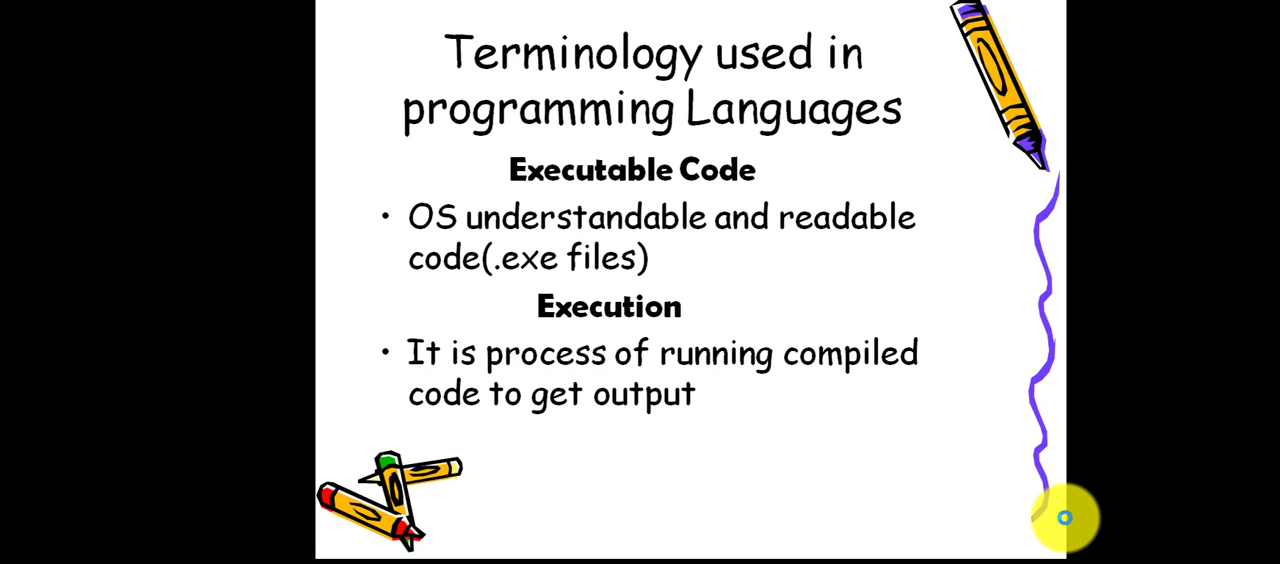 Terminology used in
programming Languages
Executable Code
• OS understandable and readable
code(.exe files)
Execution
• It is process of running compiled
code to get output